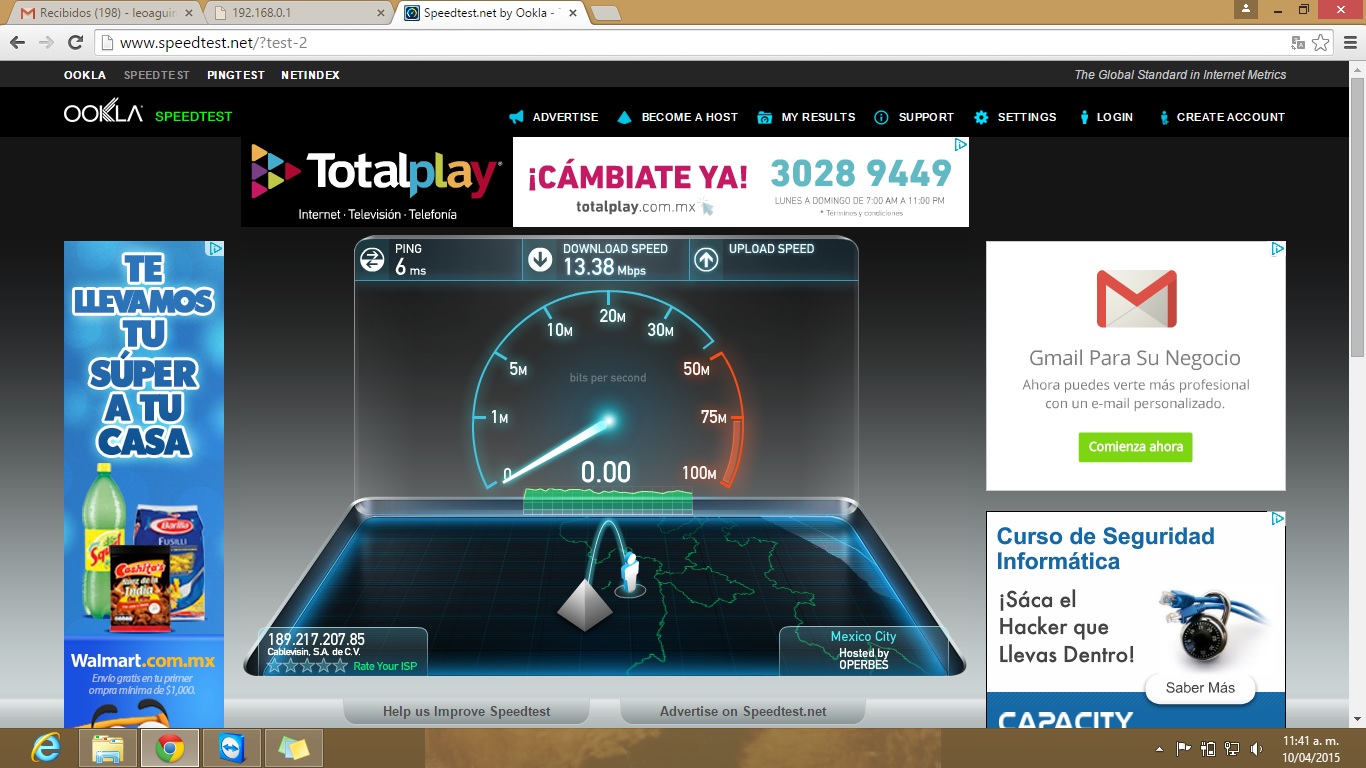 Recibidos (198) - leoaguir
192.168.0.1
Speedtest.net by Ookla -
www.speedtest.net/?test-2
OOKLA SPEEDTEST PINGTEST NETINDEX
The Global Standard in Internet Metrics
OOKLA SPEEDTEST
ADVERTISE BECOME A HOST MY RESULTS SUPPORT SETTINGS LOGIN CREATE ACCOUNT
Totalplay
Internet · Televisión · Telefonía
¡CÁMBIATE YA!
totalplay.com.mx
3028 9449
LUNES A DOMINGO DE 7:00 AM A 11:00 PM
* Términos y condiciones
TE
LLEVAMOS
TU
SÚPER
A TU
CASA
Squirt
Barilla
FUSILLI
India
Walmart.com.mx
Envío gratis en tu primer
ompra mínima de $1,000.
PING
6 ms
DOWNLOAD SPEED
13.38 Mbps
UPLOAD SPEED
20M
10M
30M
5M
50M
bits per second
1M
75M
0
0.00
100M
189.217.207.85
Cablevisin, S.A. de C.V.
Rate Your ISP
Mexico City
Hosted by
OPERBES
Help us Improve Speedtest
Advertise on Speedtest.net
Gmail Para Su Negocio
Ahora puedes verte más profesional
con un e-mail personalizado.
Comienza ahora
Curso de Seguridad
Informática
¡Sáca el
Hacker que
Llevas Dentro!
Saber Más
CAPACITY
11:41 a. m.
10/04/2015